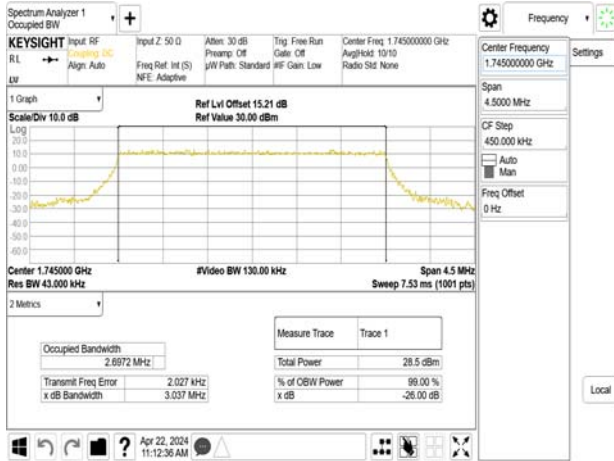 Spectrum Analyzer 1
Occupied BW
Frequency
KEYSIGHT
Input: RF
Coupling: DC
Align: Auto
Input Z: 50 Ω
Freq Ref: Int (S)
NFE: Adaptive
Atten: 30 dB
Preamp: Off
µW Path: Standard
Trig: Free Run
Gate: Off
#IF Gain: Low
Center Freq: 1.745000000 GHz
Avg|Hold: 10/10
Radio Std: None
RL
1 Graph
Scale/Div 10.0 dB
Ref Lvl Offset 15.21 dB
Ref Value 30.00 dBm
Log
20.0
10.0
0.00
-10.0
-20.0
-30.0
-40.0
-50.0
-60.0
Center 1.745000 GHz
Res BW 43.000 kHz
#Video BW 130.00 kHz
Span 4.5 MHz
Sweep 7.53 ms (1001 pts)
2 Metrics
Measure Trace Trace 1
Occupied Bandwidth
2.6972 MHz
Total Power 28.5 dBm
Transmit Freq Error 2.027 kHz
% of OBW Power 99.00 %
x dB Bandwidth 3.037 MHz
x dB -26.00 dB
Center Frequency
1.745000000 GHz
Settings
Span
4.5000 MHz
CF Step
450.000 kHz
Auto
Man
Freq Offset
0 Hz
Local
Apr 22, 2024
11:12:36 AM